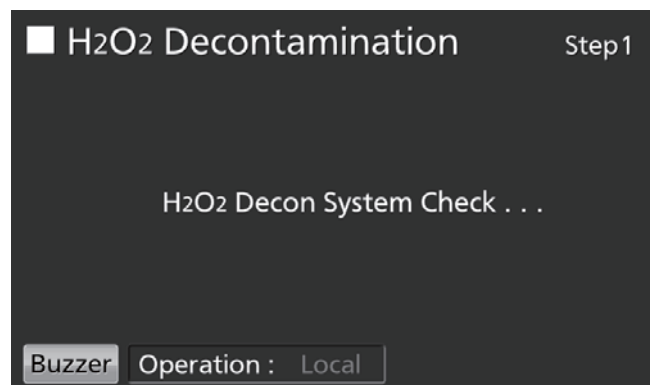 H2O2 Decontamination Step1
H2O2 Decon System Check . . .
Buzzer Operation : Local